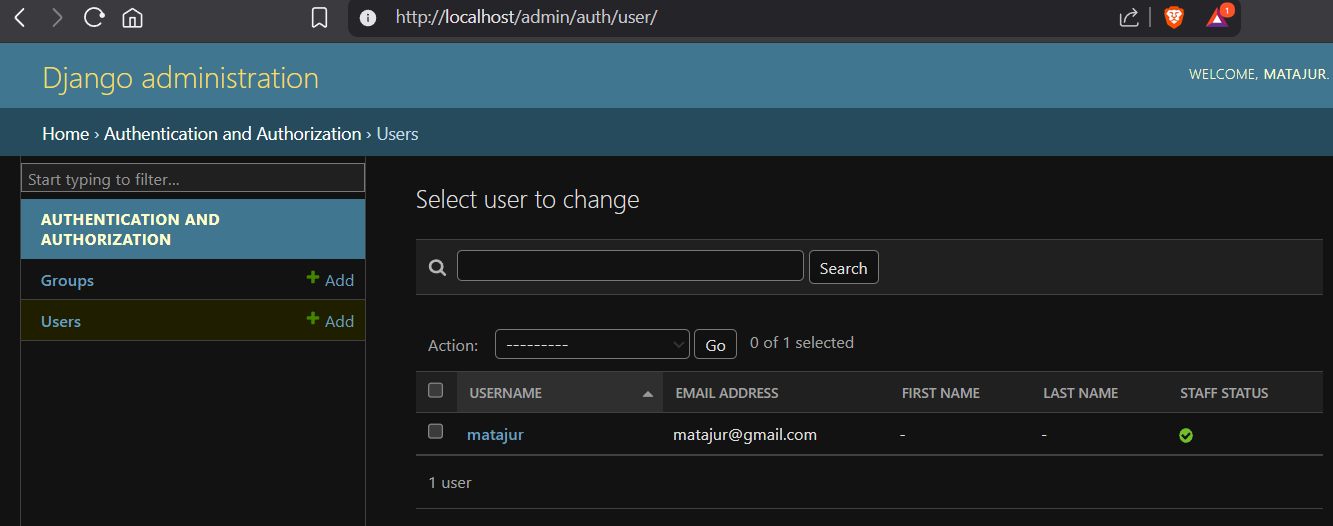 http://localhost/admin/auth/user/
1
Django administration
WELCOME, MATAJUR.
Home › Authentication and Authorization › Users
Start typing to filter...
AUTHENTICATION AND
AUTHORIZATION
Groups + Add
Users + Add
Select user to change
Search
Action: --------- Go 0 of 1 selected
USERNAME EMAIL ADDRESS FIRST NAME LAST NAME STAFF STATUS
matajur matajur@gmail.com - -
1 user